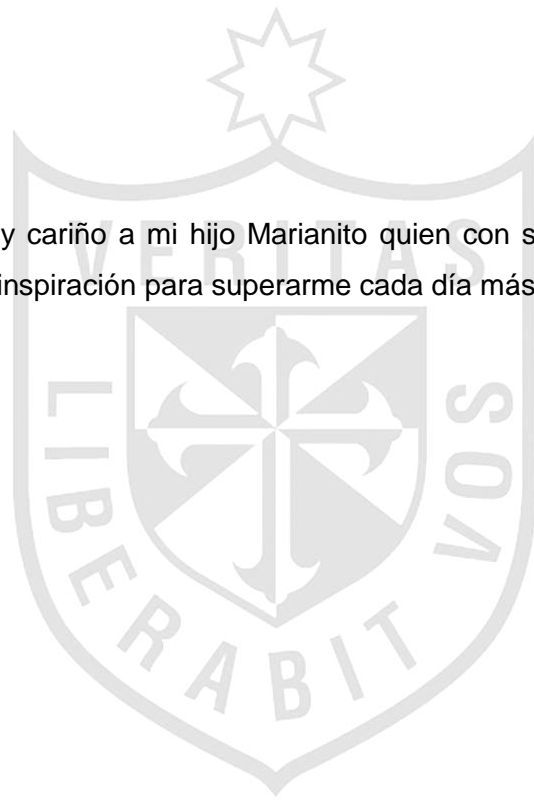 y cariño a mi hijo Marianito quien con s
inspiración para superarme cada día más
VERITAS
LIBERABIT
VOS